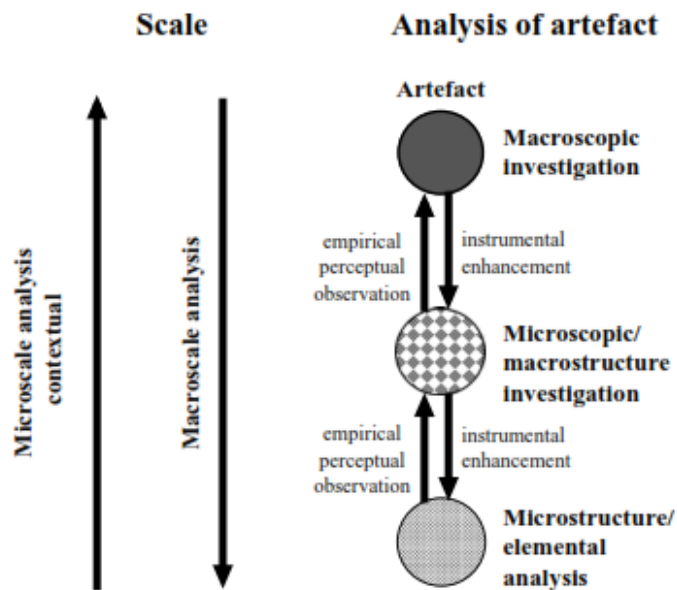 Scale
Analysis of artefact
Artefact
Macroscopic
investigation
empirical
perceptual
observation
instrumental
enhancement
Microscale analysis
contextual
Macroscale analysis
Microscopic/
macrostructure
investigation
empirical
perceptual
observation
instrumental
enhancement
Microstructure/
elemental
analysis